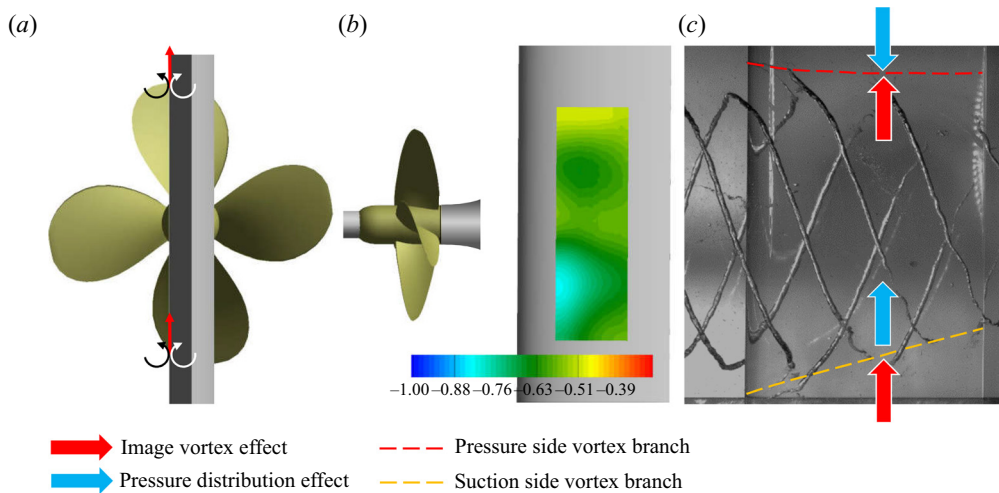 (a)
(b)
(c)
−1.00 −0.88 −0.76 −0.63 −0.51 −0.39
Image vortex effect
Pressure side vortex branch
Pressure distribution effect
Suction side vortex branch